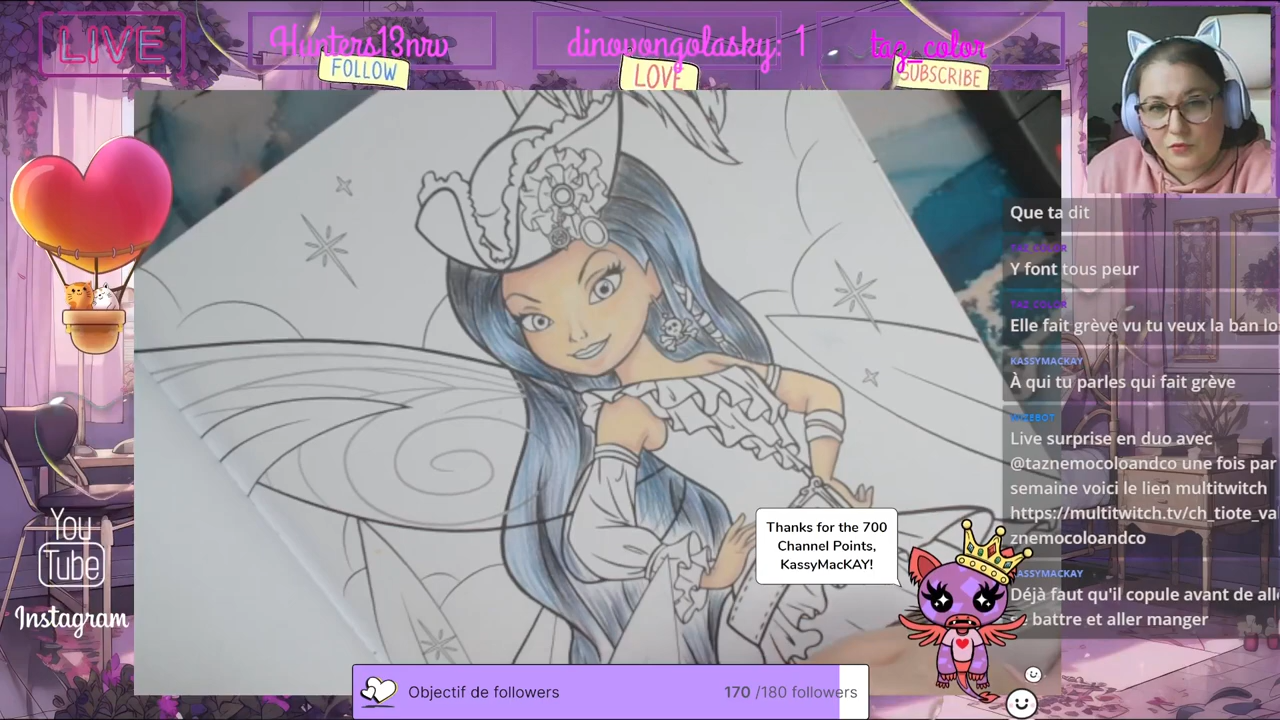 LIVE
Hunters13nrv
FOLLOW
dinovongolasky: 1
LOVE
taz_color
SUBSCRIBE
Que ta dit
TAZ_COLOR
Y font tous peur
TAZ_COLOR
Elle fait grève vu tu veux la ban lo
KASSYMACKAY
À qui tu parles qui fait grève
Live surprise en duo avec
@taznemocoloandco une fois par
semaine voici le lien multitwitch
https://multitwitch.tv/ch_tiote_va
znemocoloandco
KASSYMACKAY
Déjà faut qu'il copule avant de alle
battre et aller manger
Thanks for the 700
Channel Points,
KassyMacKAY!
You
Tube
Instagram
Objectif de followers
170 /180 followers